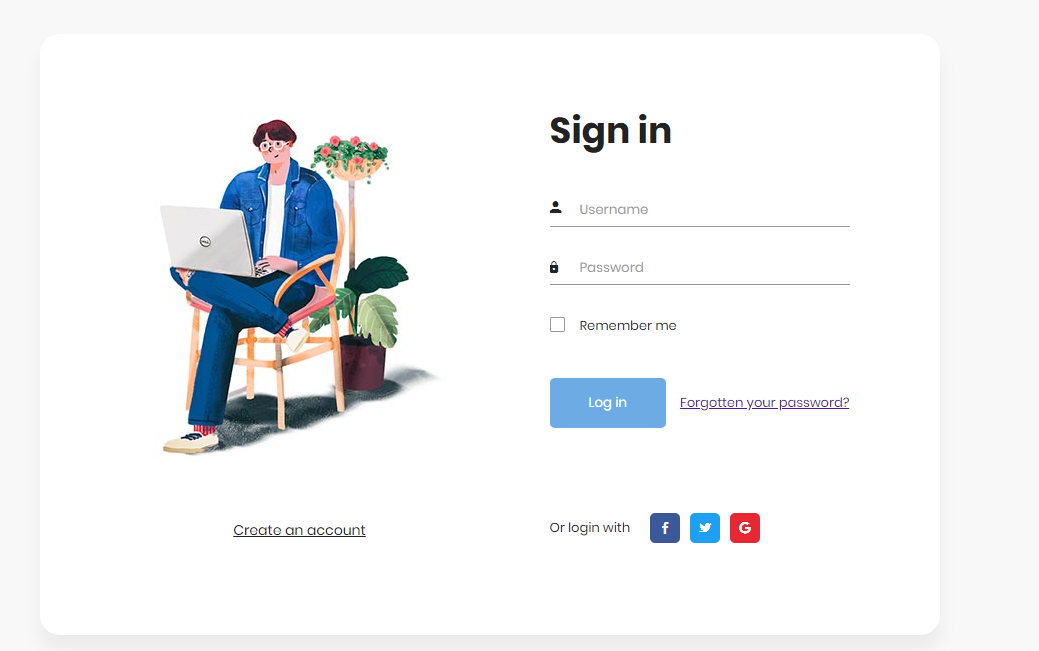 Sign in
Username
Password
Remember me
Log in
Forgotten your password?
Create an account
Or login with